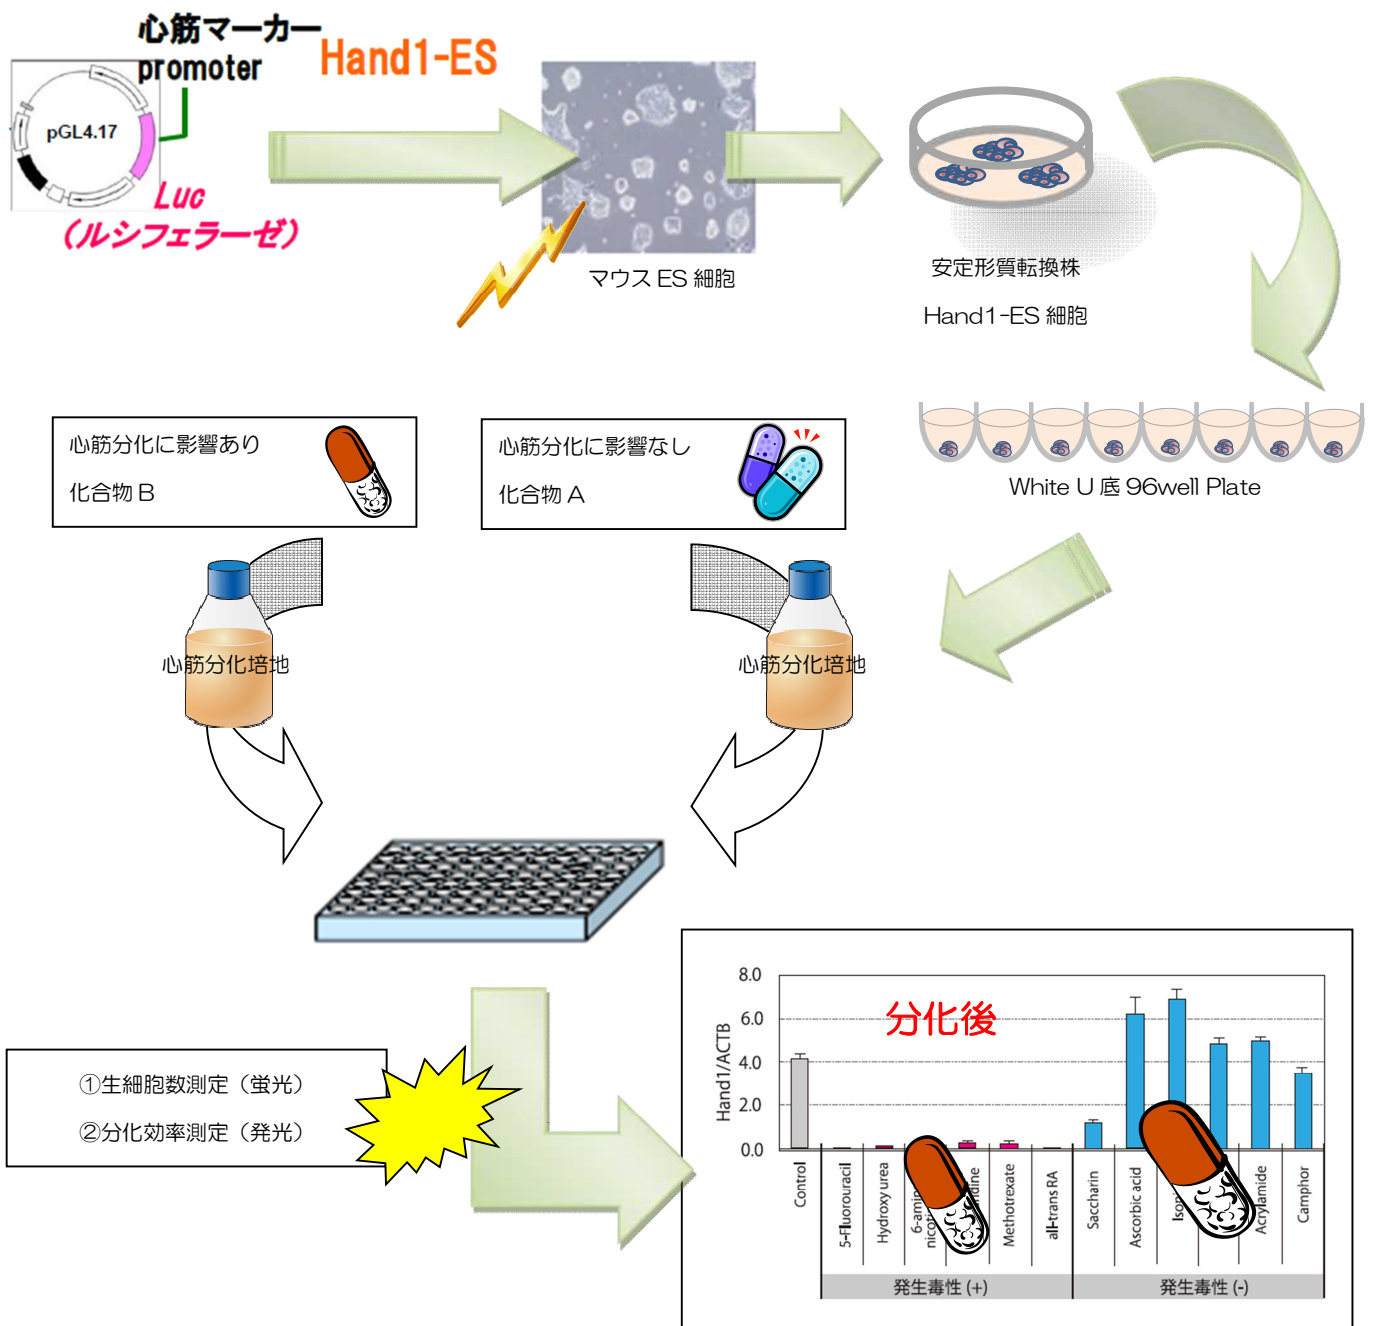 心筋マーカー
promoter
Hand1-ES
pGL4.17
Luc
(ルシフェラーゼ)
マウス ES 細胞
安定形質転換株
Hand1-ES 細胞
White U 底 96well Plate
心筋分化に影響あり
化合物 B
心筋分化に影響なし
化合物 A
心筋分化培地
心筋分化培地
①生細胞数測定（蛍光）
②分化効率測定（発光）
分化後
Hand1/ACTB
8.0
6.0
4.0
2.0
0.0
Control
5-Fluorouracil
Hydroxy urea
Methotrexate
all-trans RA
Saccharin
Ascorbic acid
Acrylamide
Camphor
発生毒性 (+)
発生毒性 (-)